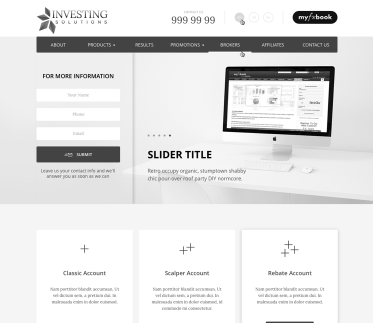 INVESTING
SOLUTIONS
999 99 99
myfxbook
ABOUT
PRODUCTS
RESULTS
PROMOTIONS
BROKERS
AFFILIATES
CONTACT US
FOR MORE INFORMATION
Your Name
Phone
Email
SUBMIT
Leave us your contact info and we'll
answer you as soon as we can
SLIDER TITLE
Retro occupy organic, stumptown shabby
chic pour-over roof party DIY normcore.
Classic Account
Nam porttitor blandit accumsan. Ut
vel dictum sem, a pretium dui. In
malesuada enim in dolor euismod, id
Scalper Account
Nam porttitor blandit accumsan. Ut
vel dictum sem, a pretium dui. In
malesuada enim in dolor euismod, id
commodo mi consectetur.
Rebate Account
Nam porttitor blandit accumsan. Ut
vel dictum sem, a pretium dui. In
malesuada enim in dolor euismod.